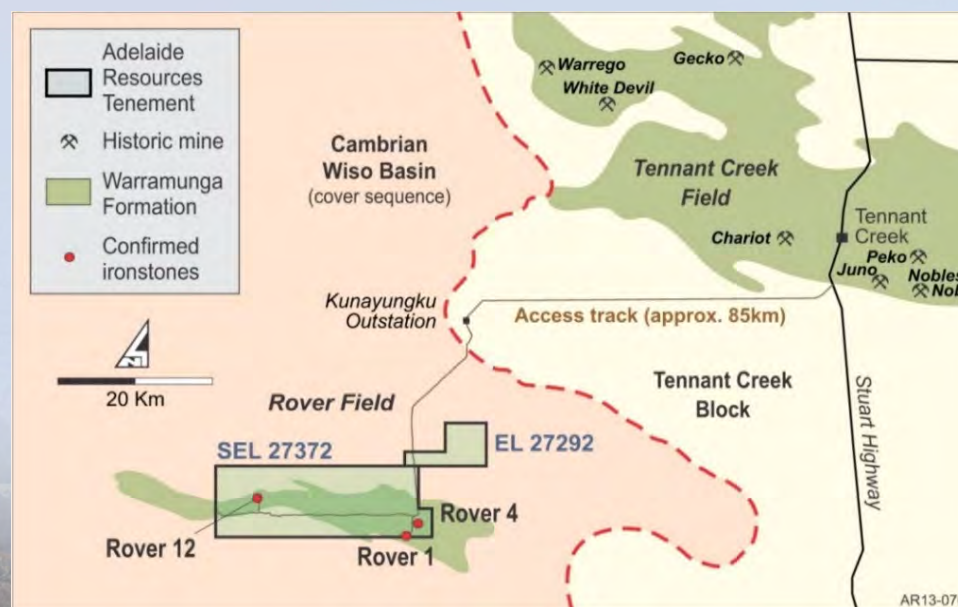 Adelaide
Resources
Tenement
Historic mine
Warramunga
Formation
Confirmed
ironstones
N
20 Km
Warrego
Gecko
White Devil
Cambrian
Wiso Basin
(cover sequence)
Tennant Creek
Field
Tennant
Creek
Chariot
Peko
Juno
Nobles
Kunayungku
Outstation
Access track (approx. 85km)
Tennant Creek
Block
Stuart Highway
Rover Field
SEL 27372
EL 27292
Rover 4
Rover 12
Rover 1